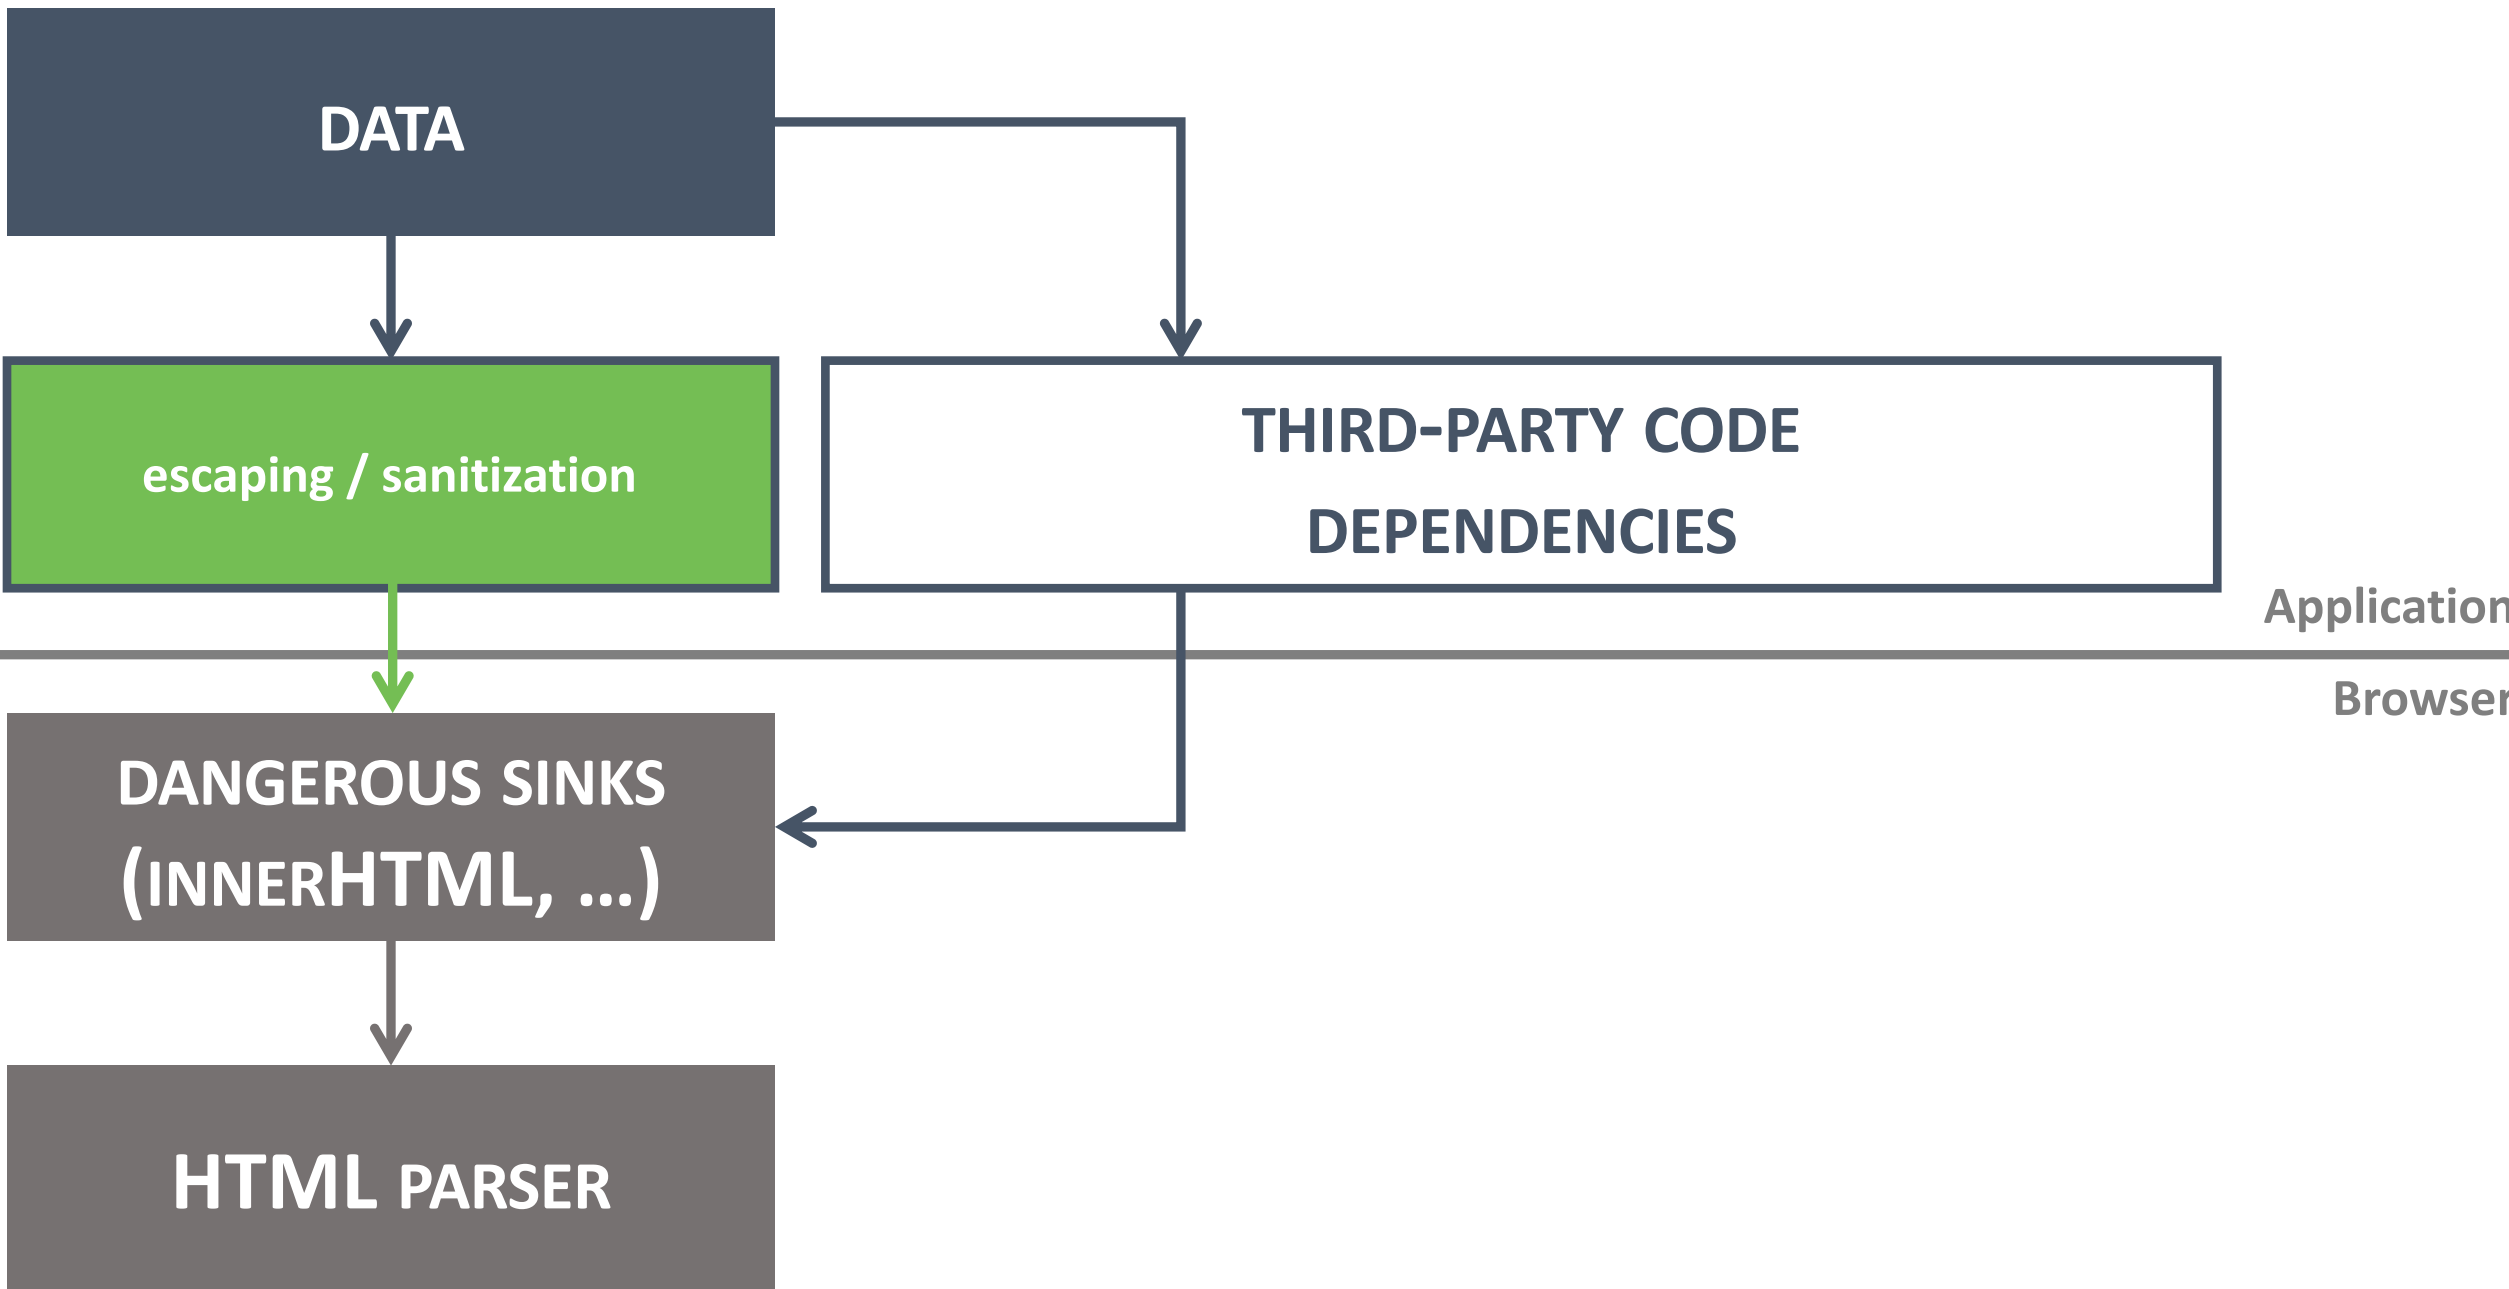 DATA
escaping / sanitization
THIRD-PARTY CODE
DEPENDENCIES
Application
Browser
DANGEROUS SINKS
(INNERHTML, ...)
HTML PARSER